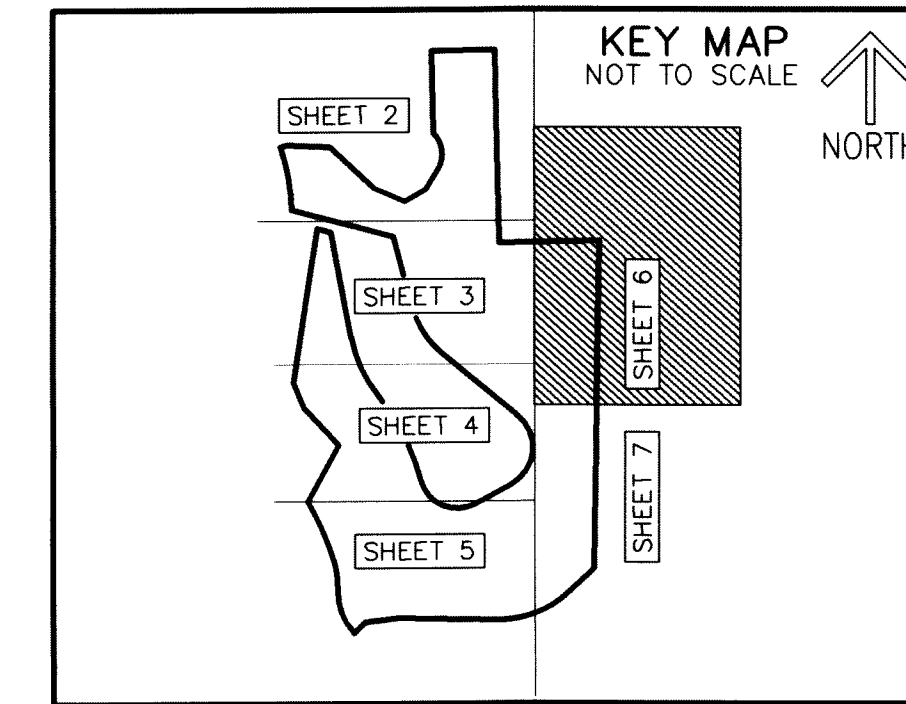 KEY MAP
NOT TO SCALE
NORTH
SHEET 2
SHEET 3
SHEET 6
SHEET 4
SHEET 7
SHEET 5